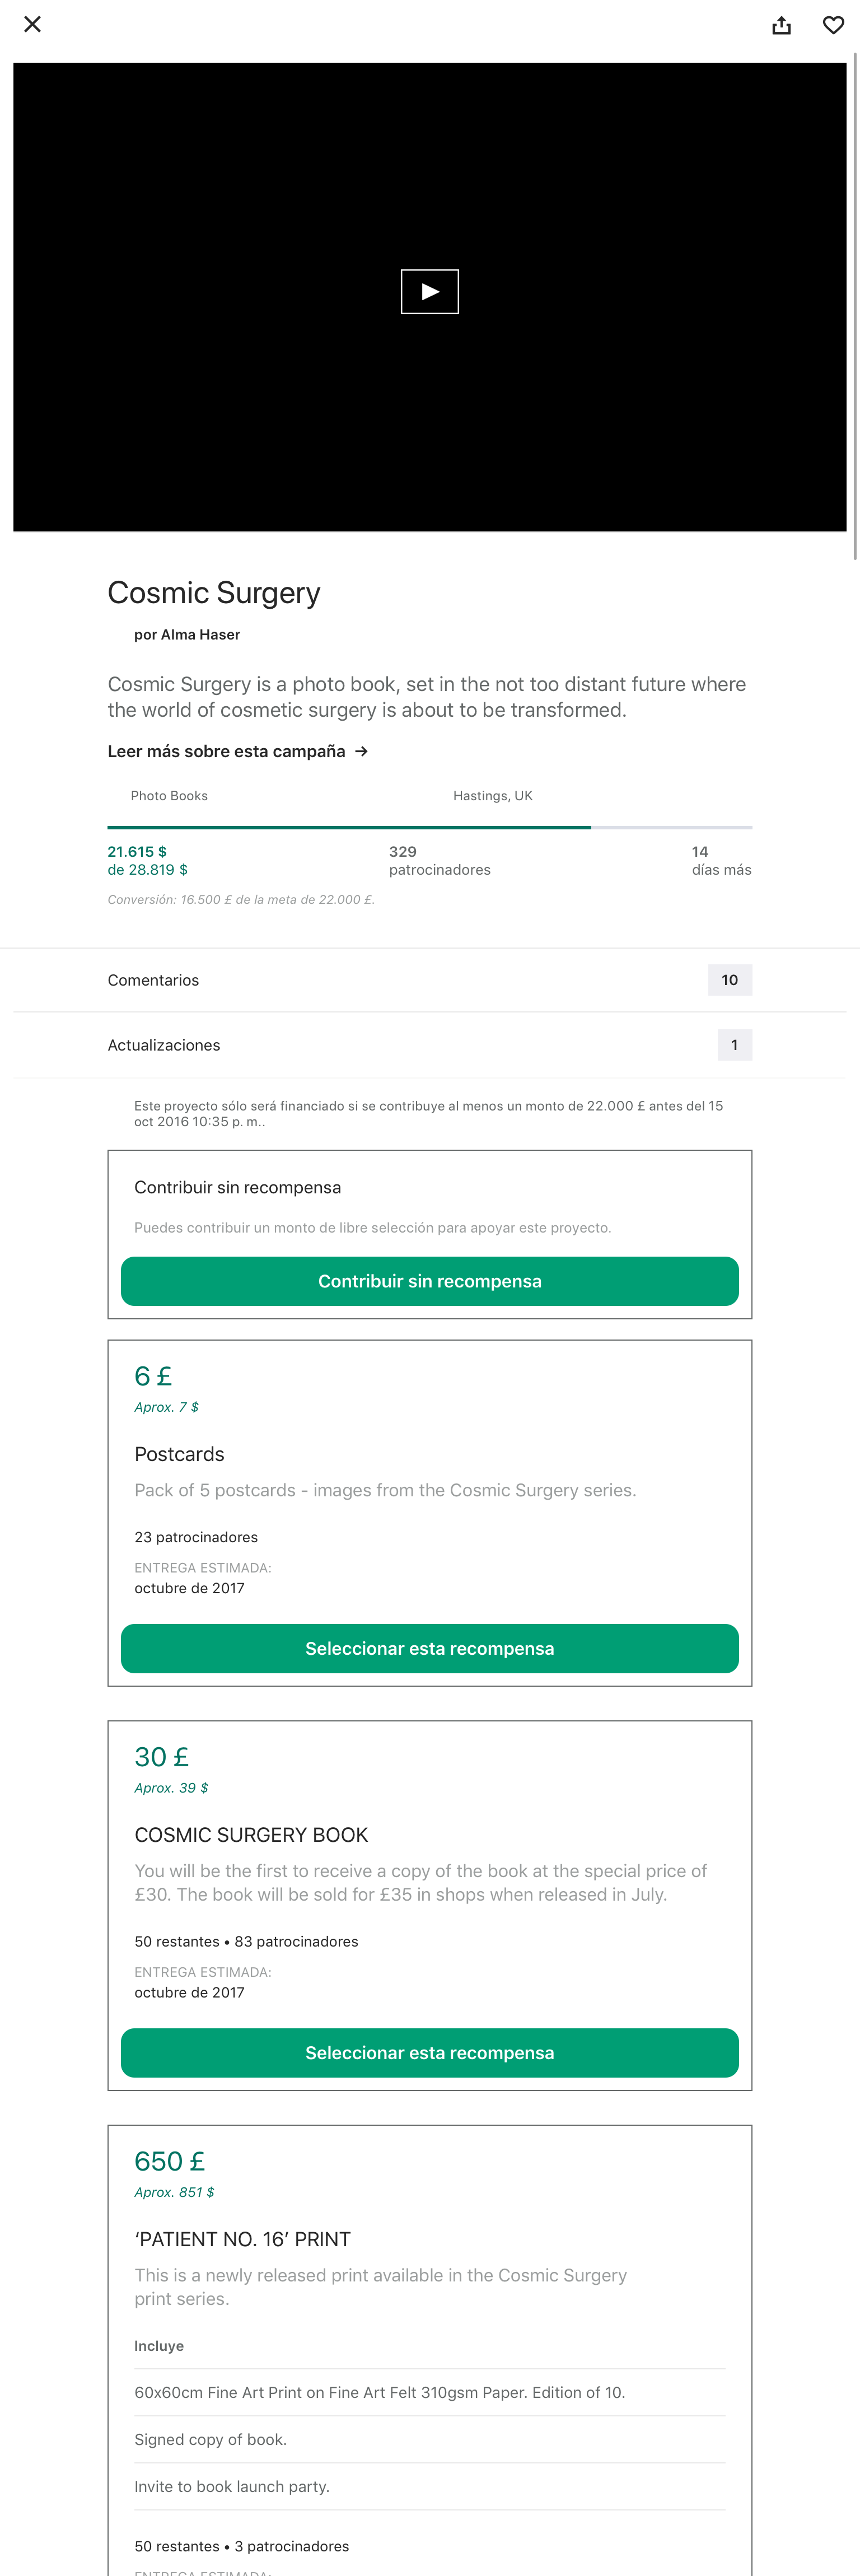 Cosmic Surgery
por Alma Haser
Cosmic Surgery is a photo book, set in the not too distant future where
the world of cosmetic surgery is about to be transformed.
Leer más sobre esta campaña →
Photo Books
Hastings, UK
21.615 $
de 28.819 $
329
patrocinadores
14
días más
Conversión: 16.500 £ de la meta de 22.000 £.
Comentarios
10
Actualizaciones
1
Este proyecto sólo será financiado si se contribuye al menos un monto de 22.000 £ antes del 15
oct 2016 10:35 p. m..
Contribuir sin recompensa
Puedes contribuir un monto de libre selección para apoyar este proyecto.
Contribuir sin recompensa
6 £
Aprox. 7 $
Postcards
Pack of 5 postcards - images from the Cosmic Surgery series.
23 patrocinadores
ENTREGA ESTIMADA:
octubre de 2017
Seleccionar esta recompensa
30 £
Aprox. 39 $
COSMIC SURGERY BOOK
You will be the first to receive a copy of the book at the special price of
£30. The book will be sold for £35 in shops when released in July.
50 restantes • 83 patrocinadores
ENTREGA ESTIMADA:
octubre de 2017
Seleccionar esta recompensa
650 £
Aprox. 851 $
‘PATIENT NO. 16’ PRINT
This is a newly released print available in the Cosmic Surgery
print series.
Incluye
60x60cm Fine Art Print on Fine Art Felt 310gsm Paper. Edition of 10.
Signed copy of book.
Invite to book launch party.
50 restantes • 3 patrocinadores
ENTREGA ESTIMADA: